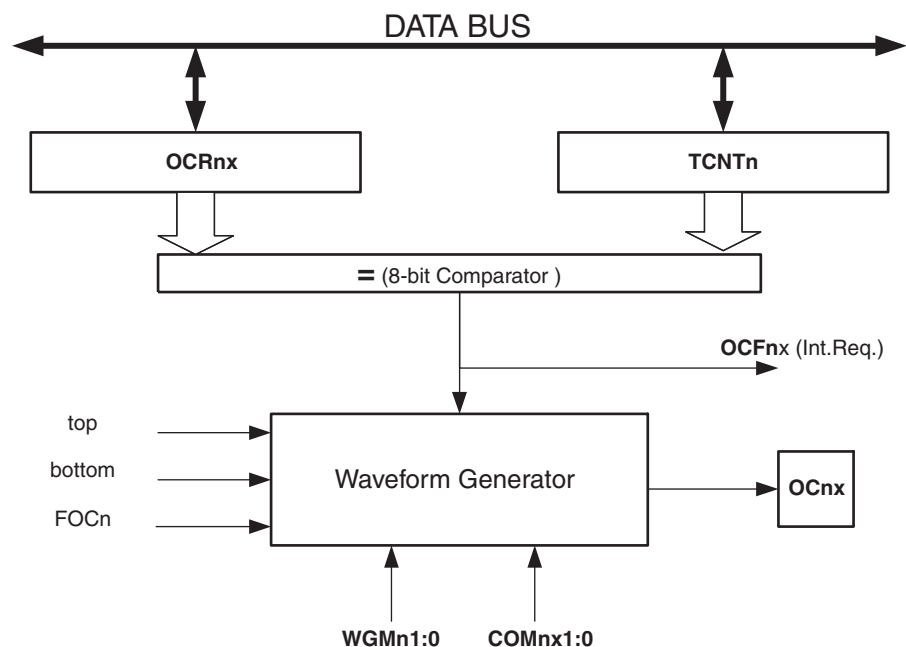 DATA BUS
OCRnx
TCNTn
= (8-bit Comparator )
OCFnx (Int.Req.)
top
bottom
FOCn
Waveform Generator
OCnx
WGMn1:0
COMnx1:0